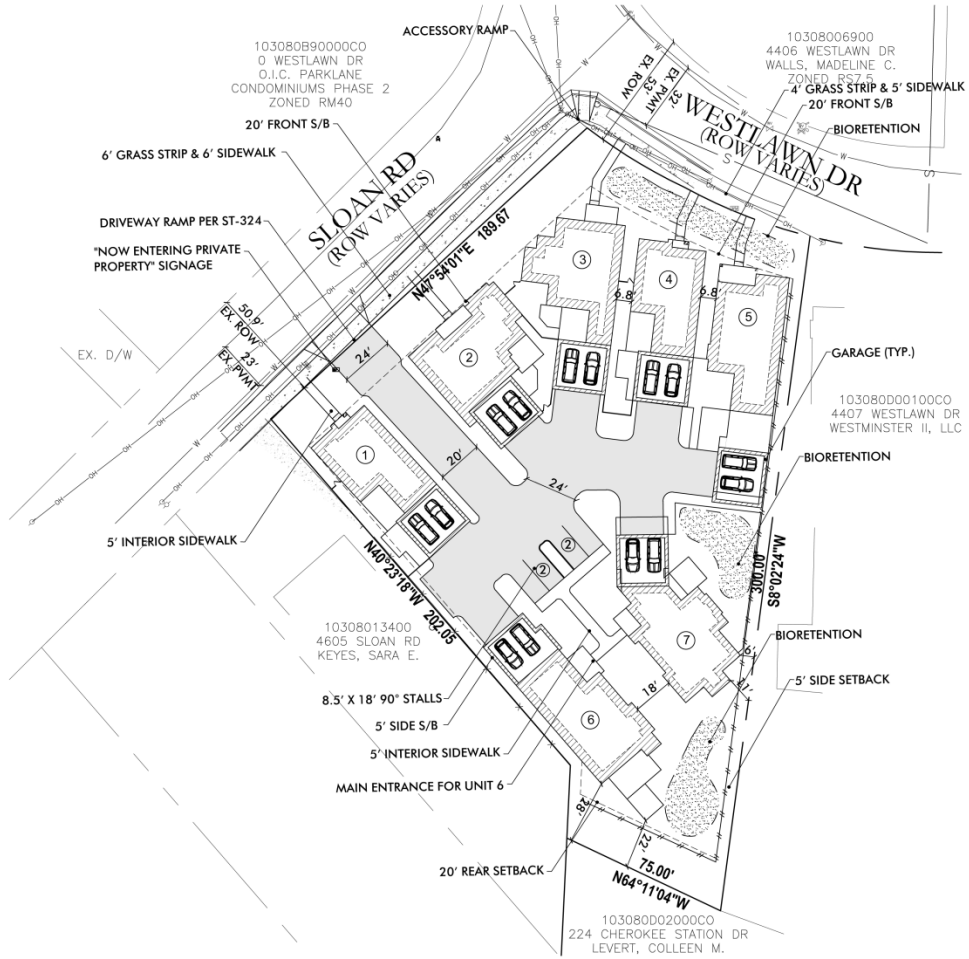 ACCESSORY RAMP
103080B90000CO
0 WESTLAWN DR
O.I.C. PARKLANE
CONDOMINIUMS PHASE 2
ZONED RM40
10308006900
4406 WESTLAWN DR
WALLS, MADELINE C.
ZONED RS7.5
EX. ROW
53'
EX. PVMT
32'
4' GRASS STRIP & 5' SIDEWALK
20' FRONT S/B
BIORETENTION
WESTLAWN DR
(ROW VARIES)
20' FRONT S/B
6' GRASS STRIP & 6' SIDEWALK
SLOAN RD
(ROW VARIES)
DRIVEWAY RAMP PER ST-324
"NOW ENTERING PRIVATE
PROPERTY" SIGNAGE
N47°54'01"E 189.67
50.9'
EX. ROW
23'
EX. PVMT
EX. D/W
24'
3
4
5
6.8'
6.8'
2
GARAGE (TYP.)
103080D00100CO
4407 WESTLAWN DR
WESTMINSTER II, LLC
BIORETENTION
1
20'
24'
5' INTERIOR SIDEWALK
N40°23'18"W 202.05
2
2
300.00'
S8°02'24"W
10308013400
4605 SLOAN RD
KEYES, SARA E.
7
BIORETENTION
6'
11'
5' SIDE SETBACK
8.5' X 18' 90° STALLS
5' SIDE S/B
18'
6
5' INTERIOR SIDEWALK
MAIN ENTRANCE FOR UNIT 6
28'
22'
20' REAR SETBACK
75.00'
N64°11'04"W
103080D02000CO
224 CHEROKEE STATION DR
LEVERT, COLLEEN M.